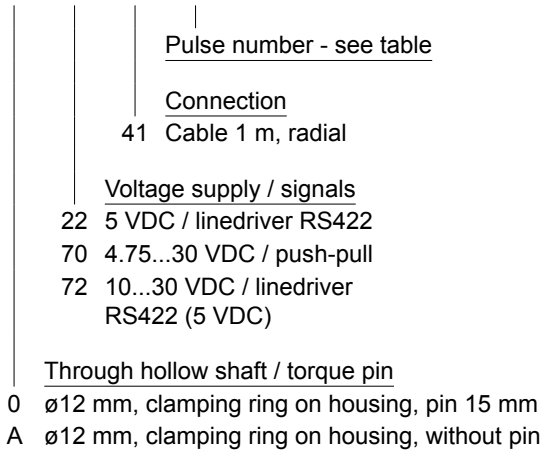 Pulse number - see table
Connection
41 Cable 1 m, radial
Voltage supply / signals
22 5 VDC / linedriver RS422
70 4.75...30 VDC / push-pull
72 10...30 VDC / linedriver
RS422 (5 VDC)
Through hollow shaft / torque pin
0 ø12 mm, clamping ring on housing, pin 15 mm
A ø12 mm, clamping ring on housing, without pin